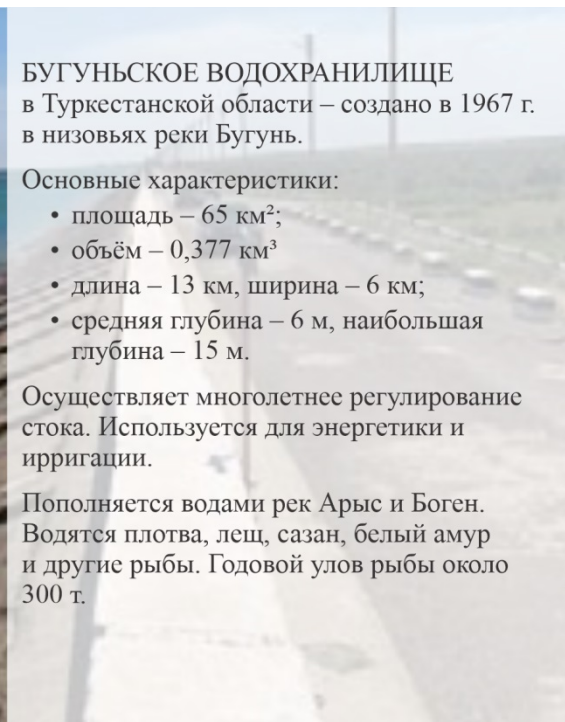 БУГУНЬСКОЕ ВОДОХРАНИЛИЩЕ
в Туркестанской области – создано в 1967 г.
в низовьях реки Бугунь.
Основные характеристики:
• площадь – 65 км²;
• объём – 0,377 км³
• длина – 13 км, ширина – 6 км;
• средняя глубина – 6 м, наибольшая
глубина – 15 м.
Осуществляет многолетнее регулирование
стока. Используется для энергетики и
ирригации.
Пополняется водами рек Арыс и Боген.
Водятся плотва, лещ, сазан, белый амур
и другие рыбы. Годовой улов рыбы около
300 т.